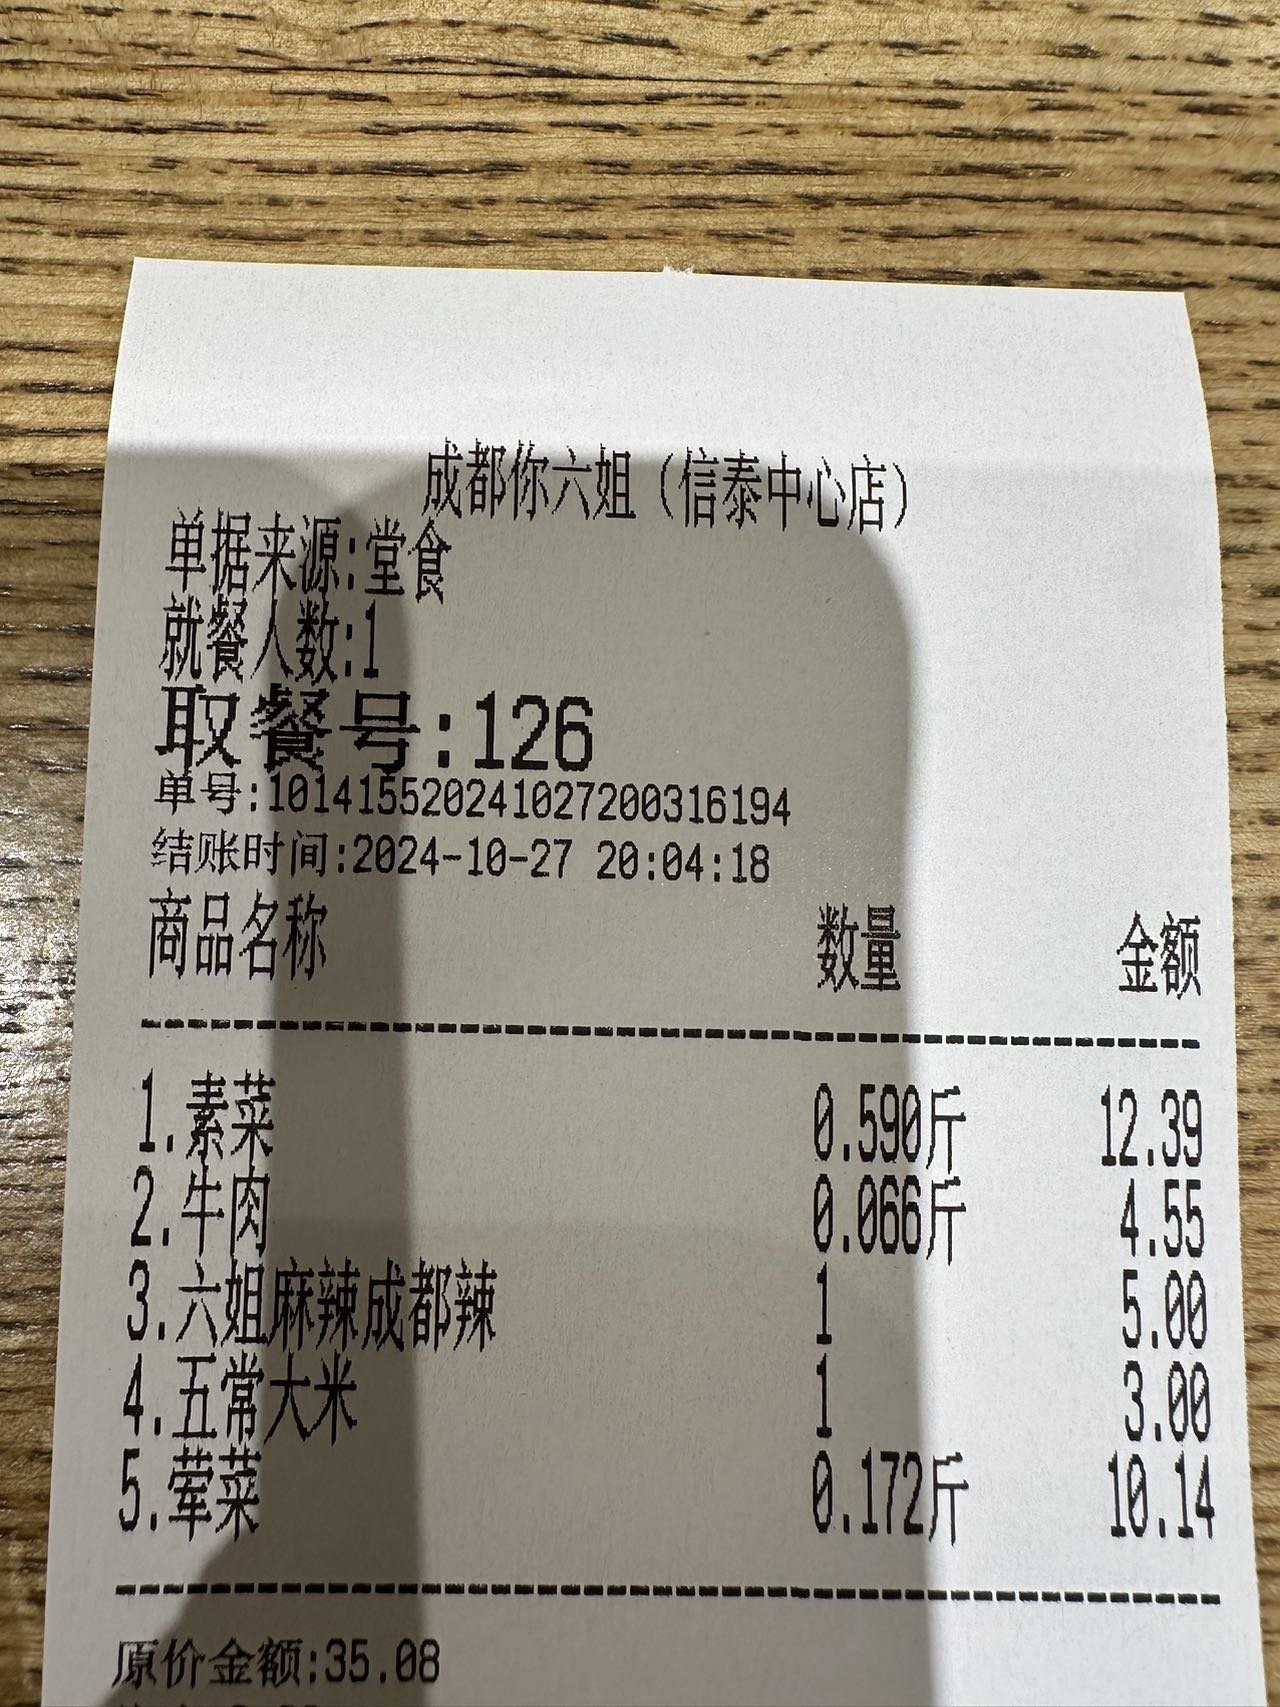 成都你六姐（信泰中心店）
单据来源:堂食
就餐人数:1
取餐号:126
单号:101415520241027200316194
结账时间:2024-10-27 20:04:18
商品名称 数量 金额
1.素菜 0.590斤 12.39
2.牛肉 0.066斤 4.55
3.六姐麻辣成都辣 1 5.00
4.五常大米 1 3.00
5.荤菜 0.172斤 10.14
原价金额:35.08